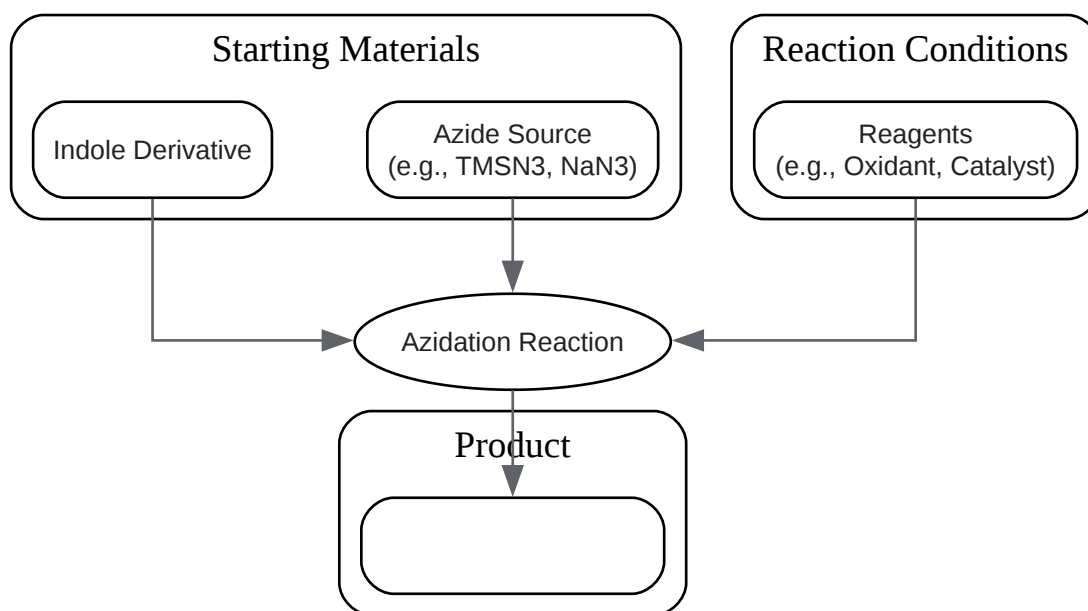 Starting Materials
Reaction Conditions
Indole Derivative
Azide Source
(e.g., TMSN3, NaN3)
Reagents
(e.g., Oxidant, Catalyst)
Azidation Reaction
Product